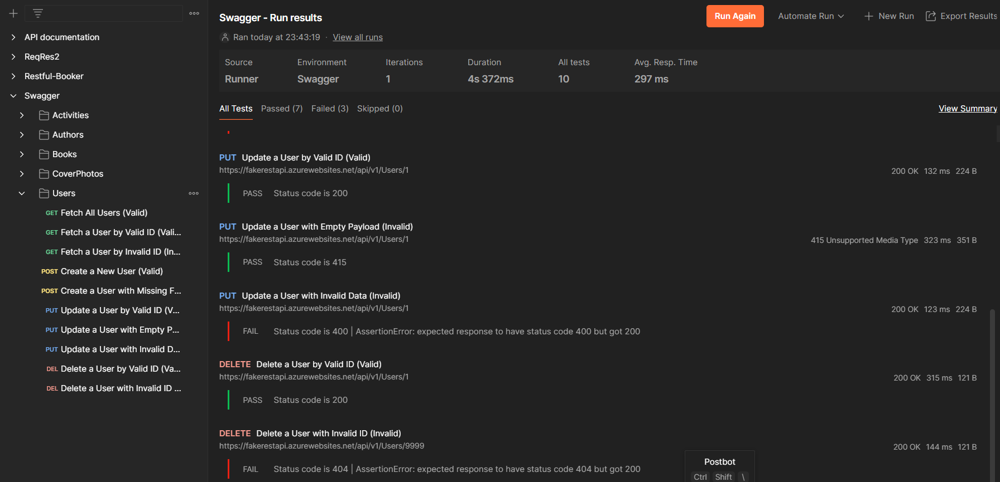 API documentation
ReqRes2
Restful-Booker
Swagger
Activities
Authors
Books
CoverPhotos
Users
GET Fetch All Users (Valid)
GET Fetch a User by Valid ID (Vali...
GET Fetch a User by Invalid ID (In...
POST Create a New User (Valid)
POST Create a User with Missing F...
PUT Update a User by Valid ID (V...
PUT Update a User with Empty P...
PUT Update a User with Invalid D...
DEL Delete a User by Valid ID (Va...
DEL Delete a User with Invalid ID ...
Swagger - Run results
Run Again
Automate Run
New Run
Export Results
Ran today at 23:43:19 · View all runs
Source Environment Iterations Duration All tests Avg. Resp. Time
Runner Swagger 1 4s 372ms 10 297 ms
All Tests Passed (7) Failed (3) Skipped (0) View Summary
PUT Update a User by Valid ID (Valid)
https://fakerestapi.azurewebsites.net/api/v1/Users/1
200 OK 132 ms 224 B
PASS Status code is 200
PUT Update a User with Empty Payload (Invalid)
https://fakerestapi.azurewebsites.net/api/v1/Users/1
415 Unsupported Media Type 323 ms 351 B
PASS Status code is 415
PUT Update a User with Invalid Data (Invalid)
https://fakerestapi.azurewebsites.net/api/v1/Users/1
200 OK 123 ms 224 B
FAIL Status code is 400 | AssertionError: expected response to have status code 400 but got 200
DELETE Delete a User by Valid ID (Valid)
https://fakerestapi.azurewebsites.net/api/v1/Users/1
200 OK 315 ms 121 B
PASS Status code is 200
DELETE Delete a User with Invalid ID (Invalid)
https://fakerestapi.azurewebsites.net/api/v1/Users/9999
200 OK 144 ms 121 B
FAIL Status code is 404 | AssertionError: expected response to have status code 404 but got 200
Postbot
Ctrl Shift \